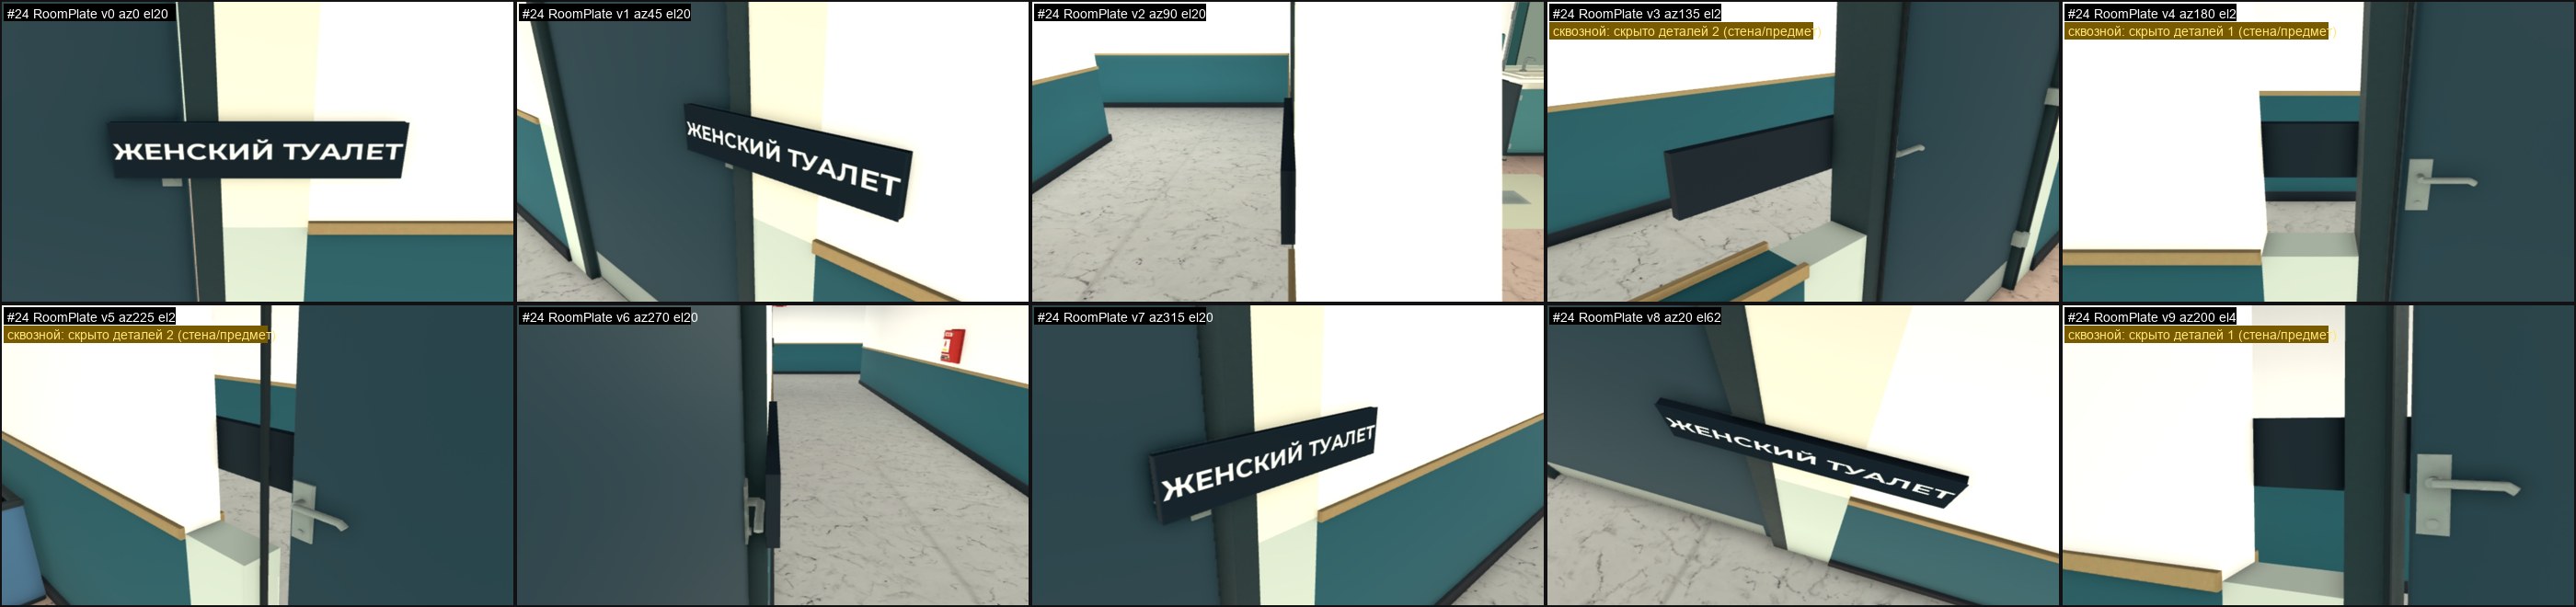 #24 RoomPlate v0 az0 el20
ЖЕНСКИЙ ТУАЛЕТ
#24 RoomPlate v1 az45 el20
ЖЕНСКИЙ ТУАЛЕТ
#24 RoomPlate v2 az90 el20
#24 RoomPlate v3 az135 el2
сквозной: скрыто деталей 2 (стена/предмет
#24 RoomPlate v4 az180 el2
сквозной: скрыто деталей 1 (стена/предмет
#24 RoomPlate v5 az225 el2
сквозной: скрыто деталей 2 (стена/предмет
#24 RoomPlate v6 az270 el20
#24 RoomPlate v7 az315 el20
ЖЕНСКИЙ ТУАЛЕТ
#24 RoomPlate v8 az20 el62
ЖЕНСКИЙ ТУАЛЕТ
#24 RoomPlate v9 az200 el4
сквозной: скрыто деталей 1 (стена/предмет